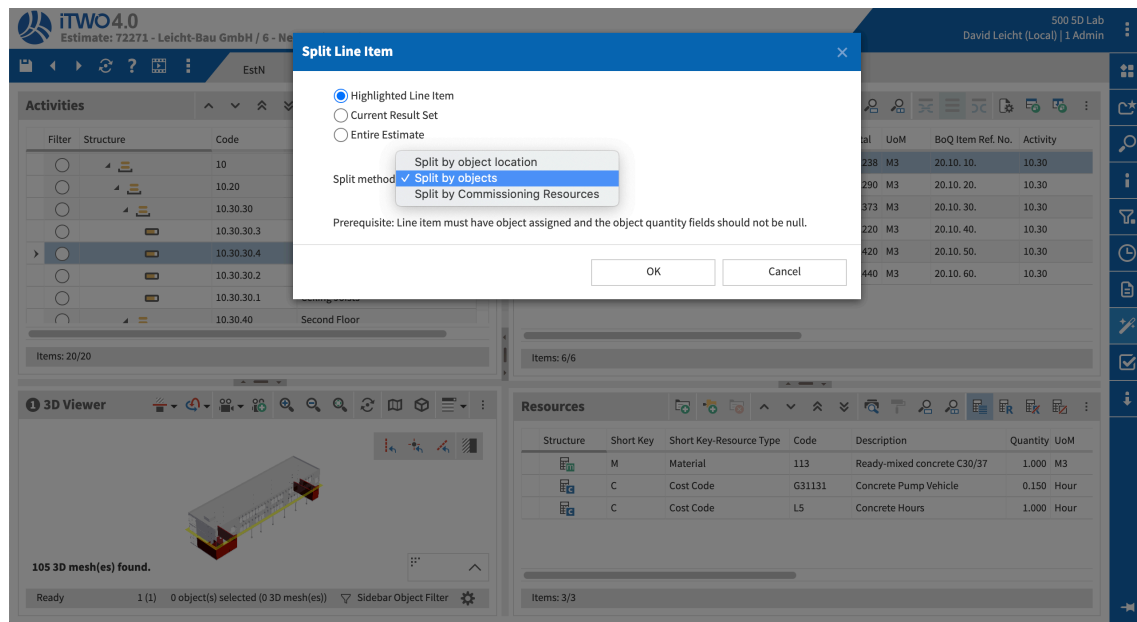 iTWO 4.0
500 5D Lab
Estimate: 72271 - Leicht-Bau GmbH / 6 - Ne
David Leicht (Local) | 1 Admin
EstN
Split Line Item
Highlighted Line Item
Current Result Set
Entire Estimate
Split method
Split by object location
✓ Split by objects
Split by Commissioning Resources
Prerequisite: Line item must have object assigned and the object quantity fields should not be null.
OK Cancel
Activities
Filter Structure Code
10
10.20
10.30.30
10.30.30.3
10.30.30.4
10.30.30.2
10.30.30.1
10.30.40 Second Floor
Items: 20/20
UoM BoQ Item Ref. No. Activity
238 M3 20.10. 10. 10.30
290 M3 20.10. 20. 10.30
373 M3 20.10. 30. 10.30
220 M3 20.10. 40. 10.30
420 M3 20.10. 50. 10.30
440 M3 20.10. 60. 10.30
Items: 6/6
1 3D Viewer
105 3D mesh(es) found.
Ready 1 (1) 0 object(s) selected (0 3D mesh(es)) Sidebar Object Filter
Resources
Structure Short Key Short Key-Resource Type Code Description Quantity UoM
M Material 113 Ready-mixed concrete C30/37 1.000 M3
C Cost Code G31131 Concrete Pump Vehicle 0.150 Hour
C Cost Code L5 Concrete Hours 1.000 Hour
Items: 3/3